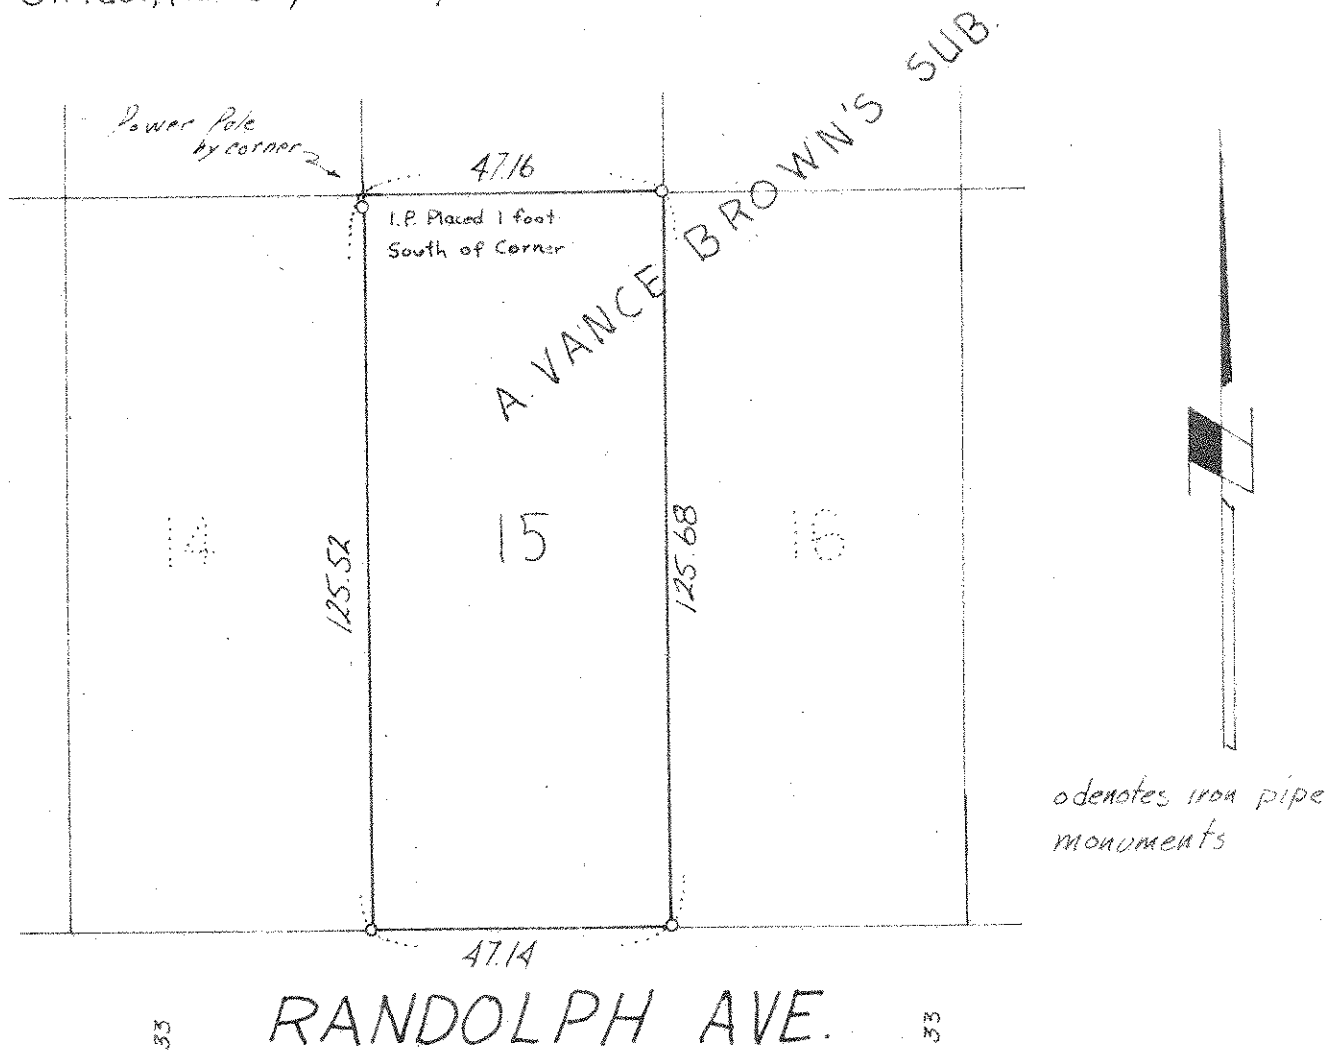 Power Pole
by corner
47.16
I.P. Placed 1 foot
South of Corner
A. VANCE BROWN'S SUB.
14
125.52
15
125.68
16
N
o denotes iron pipe
monuments
47.14
33
RANDOLPH AVE.
33